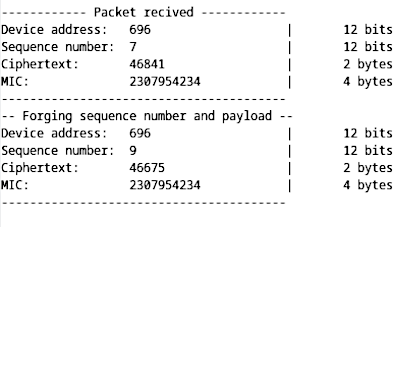 ------------ Packet recived ------------
Device address:   696                   |       12 bits
Sequence number:  7                     |       12 bits
Ciphertext:       46841                 |       2 bytes
MIC:              2307954234            |       4 bytes
----------------------------------------
-- Forging sequence number and payload --
Device address:   696                   |       12 bits
Sequence number:  9                     |       12 bits
Ciphertext:       46675                 |       2 bytes
MIC:              2307954234            |       4 bytes
----------------------------------------